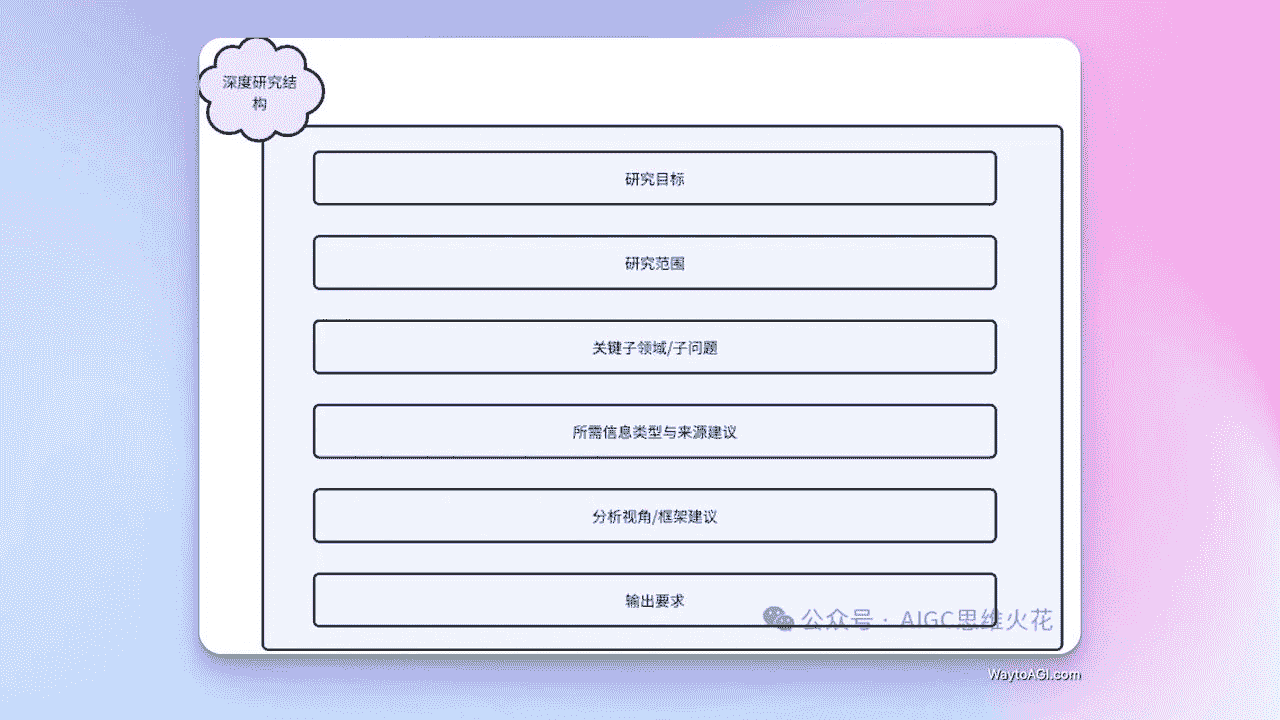 深度研究结
构
研究目标
研究范围
关键子领域/子问题
所需信息类型与来源建议
分析视角/框架建议
输出要求
公众号 · AIGC思维火花
WaytoAGI.com